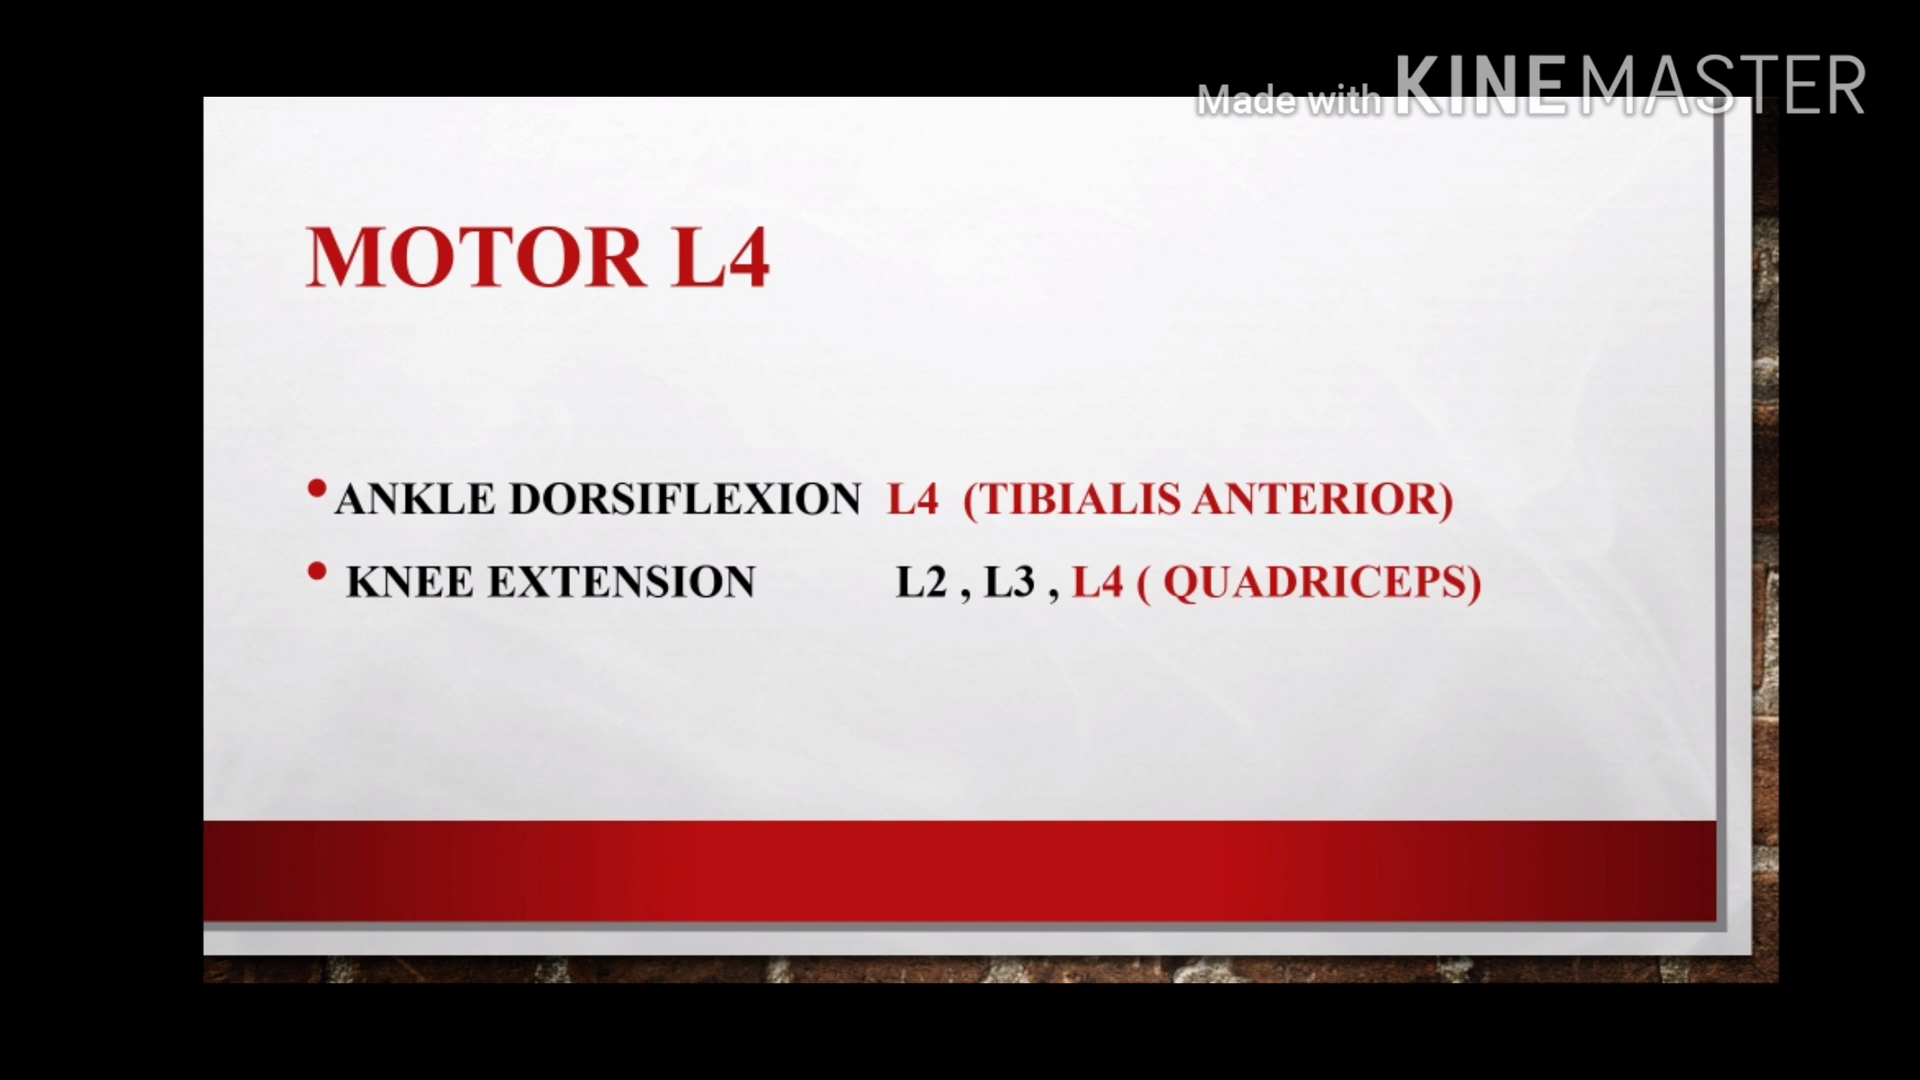 Made with KINEMASTER
MOTOR L4
•ANKLE DORSIFLEXION L4 (TIBIALIS ANTERIOR)
• KNEE EXTENSION L2 , L3 , L4 ( QUADRICEPS)